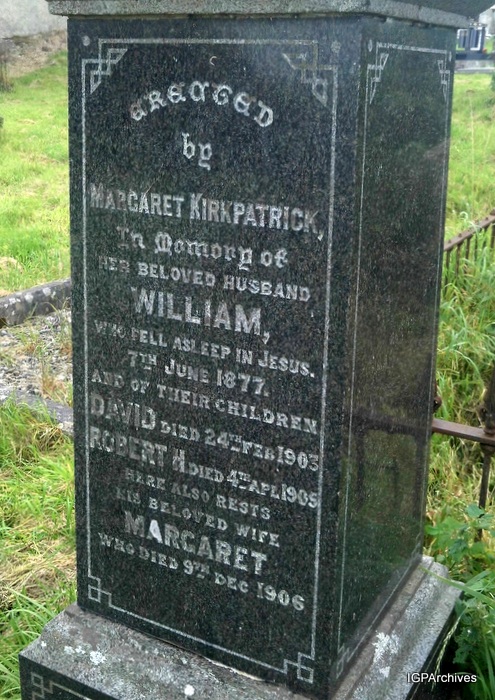 ERECTED
by
MARGARET KIRKPATRICK,
In Memory of
HER BELOVED HUSBAND
WILLIAM,
WHO FELL ASLEEP IN JESUS.
7TH JUNE 1877.
AND OF THEIR CHILDREN
DAVID DIED 24TH FEB 1903
ROBERT H. DIED 4TH APL 1905
HERE ALSO RESTS
HIS BELOVED WIFE
MARGARET
WHO DIED 9TH DEC 1906
IGPArchives